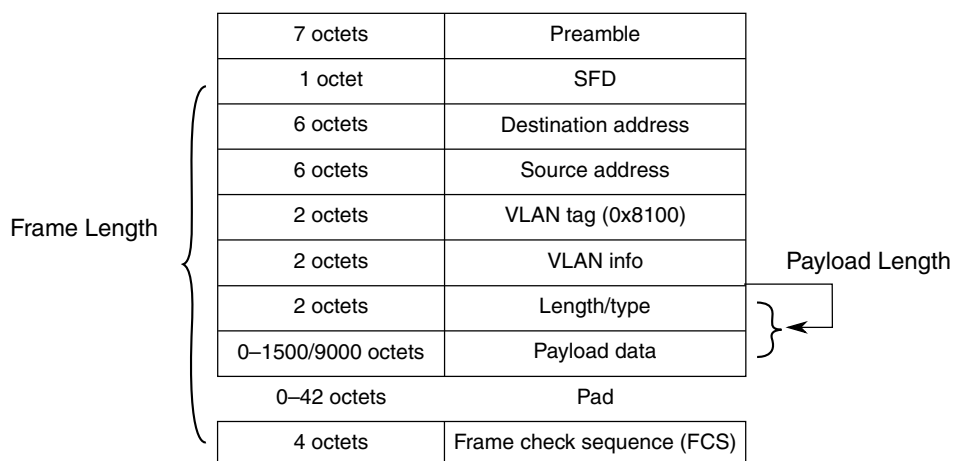 7 octets Preamble
1 octet SFD
6 octets Destination address
6 octets Source address
2 octets VLAN tag (0x8100)
Frame Length
2 octets VLAN info
Payload Length
2 octets Length/type
0–1500/9000 octets Payload data
0–42 octets Pad
4 octets Frame check sequence (FCS)